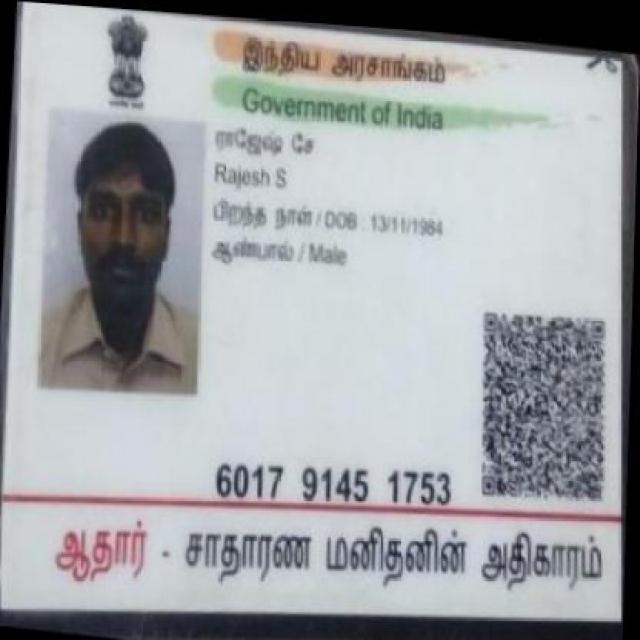 இந்திய அரசாங்கம்
Government of India
ராஜேஷ் சே
Rajesh S
பிறந்த நாள் / DOB : 13/11/1984
ஆண்பால் / Male
6017 9145 1753
ஆதார் - சாதாரண மனிதனின் அதிகாரம்